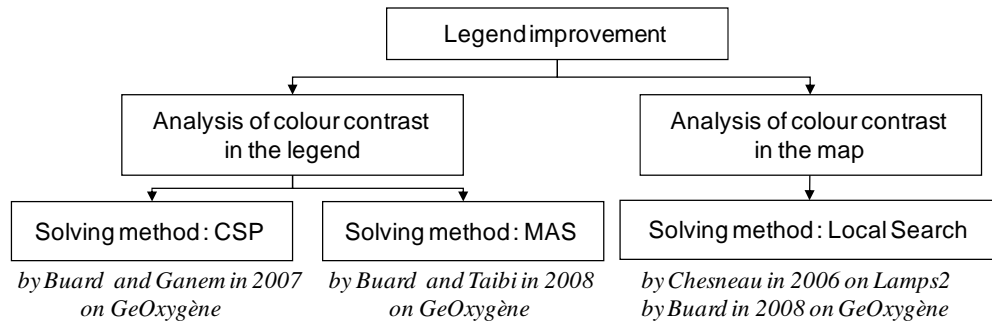 Legend improvement
Analysis of colour contrast
in the legend
Analysis of colour contrast
in the map
Solving method : CSP
Solving method : MAS
Solving method : Local Search
by Buard and Ganem in 2007
on GeOxygène
by Buard and Taibi in 2008
on GeOxygène
by Chesneau in 2006 on Lamps2
by Buard in 2008 on GeOxygène